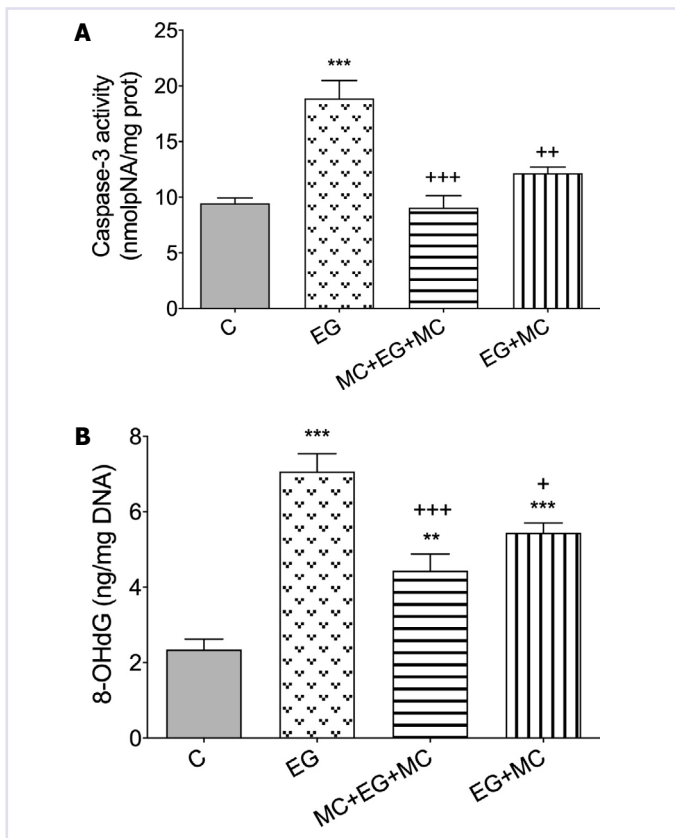 A
Caspase-3 activity
(nmolpNA/mg prot)
25
20
15
10
5
0
***
+++
++
C
EG
MC+EG+MC
EG+MC
B
8-OHdG (ng/mg DNA)
8
6
4
2
0
***
+++
**
+
***
C
EG
MC+EG+MC
EG+MC